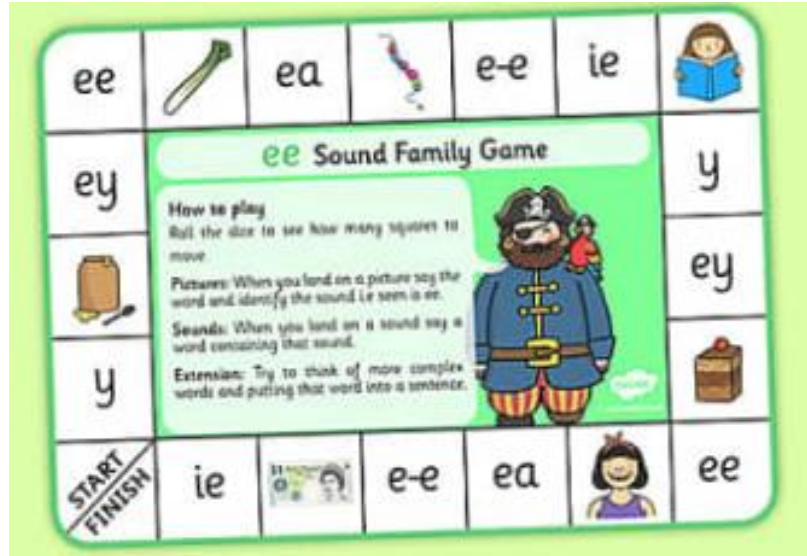 ee
ea
e-e
ie
ey
y
ee Sound Family Game
How to play
Roll the dice to see how many squares to
move
Pictures: When you land on a picture say the
word and identify the sound i.e seen is ee.
Sounds: When you land on a sound say a
word containing that sound.
Extension: Try to think of more complex
words and putting that word into a sentence.
ey
y
START
FINISH
ie
e-e
ea
ee